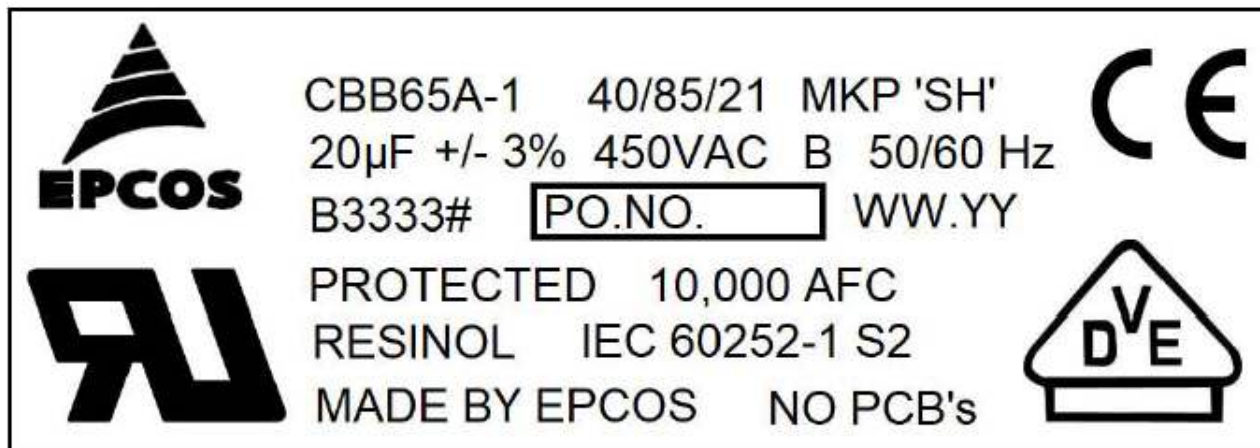 EPCOS
CBB65A-1 40/85/21 MKP 'SH'
20µF +/- 3% 450VAC B 50/60 Hz
B3333# PO.NO. WW.YY
PROTECTED 10,000 AFC
RESINOL IEC 60252-1 S2
MADE BY EPCOS NO PCB's
CE
RU
DVE